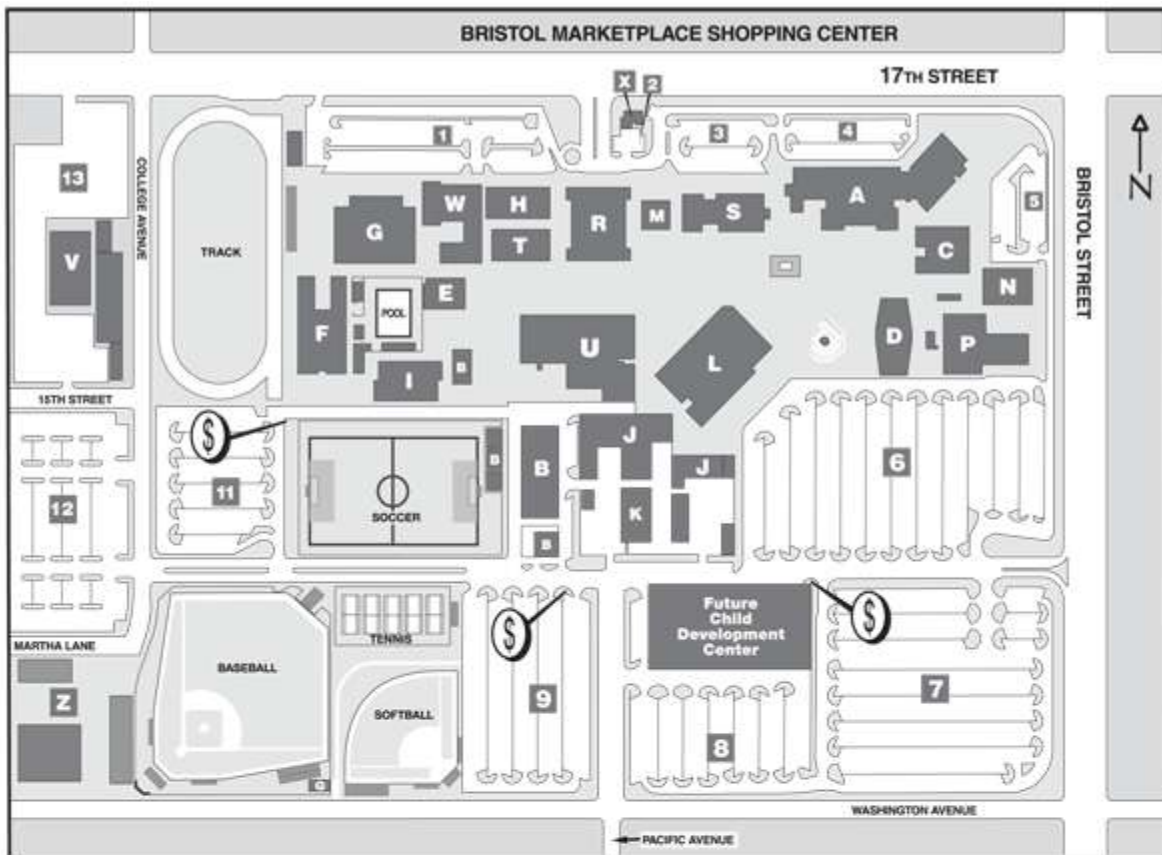 BRISTOL MARKETPLACE SHOPPING CENTER
17TH STREET
X 2
1
3
4
13
COLLEGE AVENUE
BRISTOL STREET
N
5
A
W
H
R
M
S
G
T
C
V
TRACK
N
E
POOL
F
U
D
P
L
I
B
15TH STREET
$
J
B
B
J
6
11
12
SOCCER
K
B
$
$
Future
Child
Development
Center
TENNIS
MARTHA LANE
BASEBALL
Z
9
7
SOFTBALL
8
WASHINGTON AVENUE
PACIFIC AVENUE